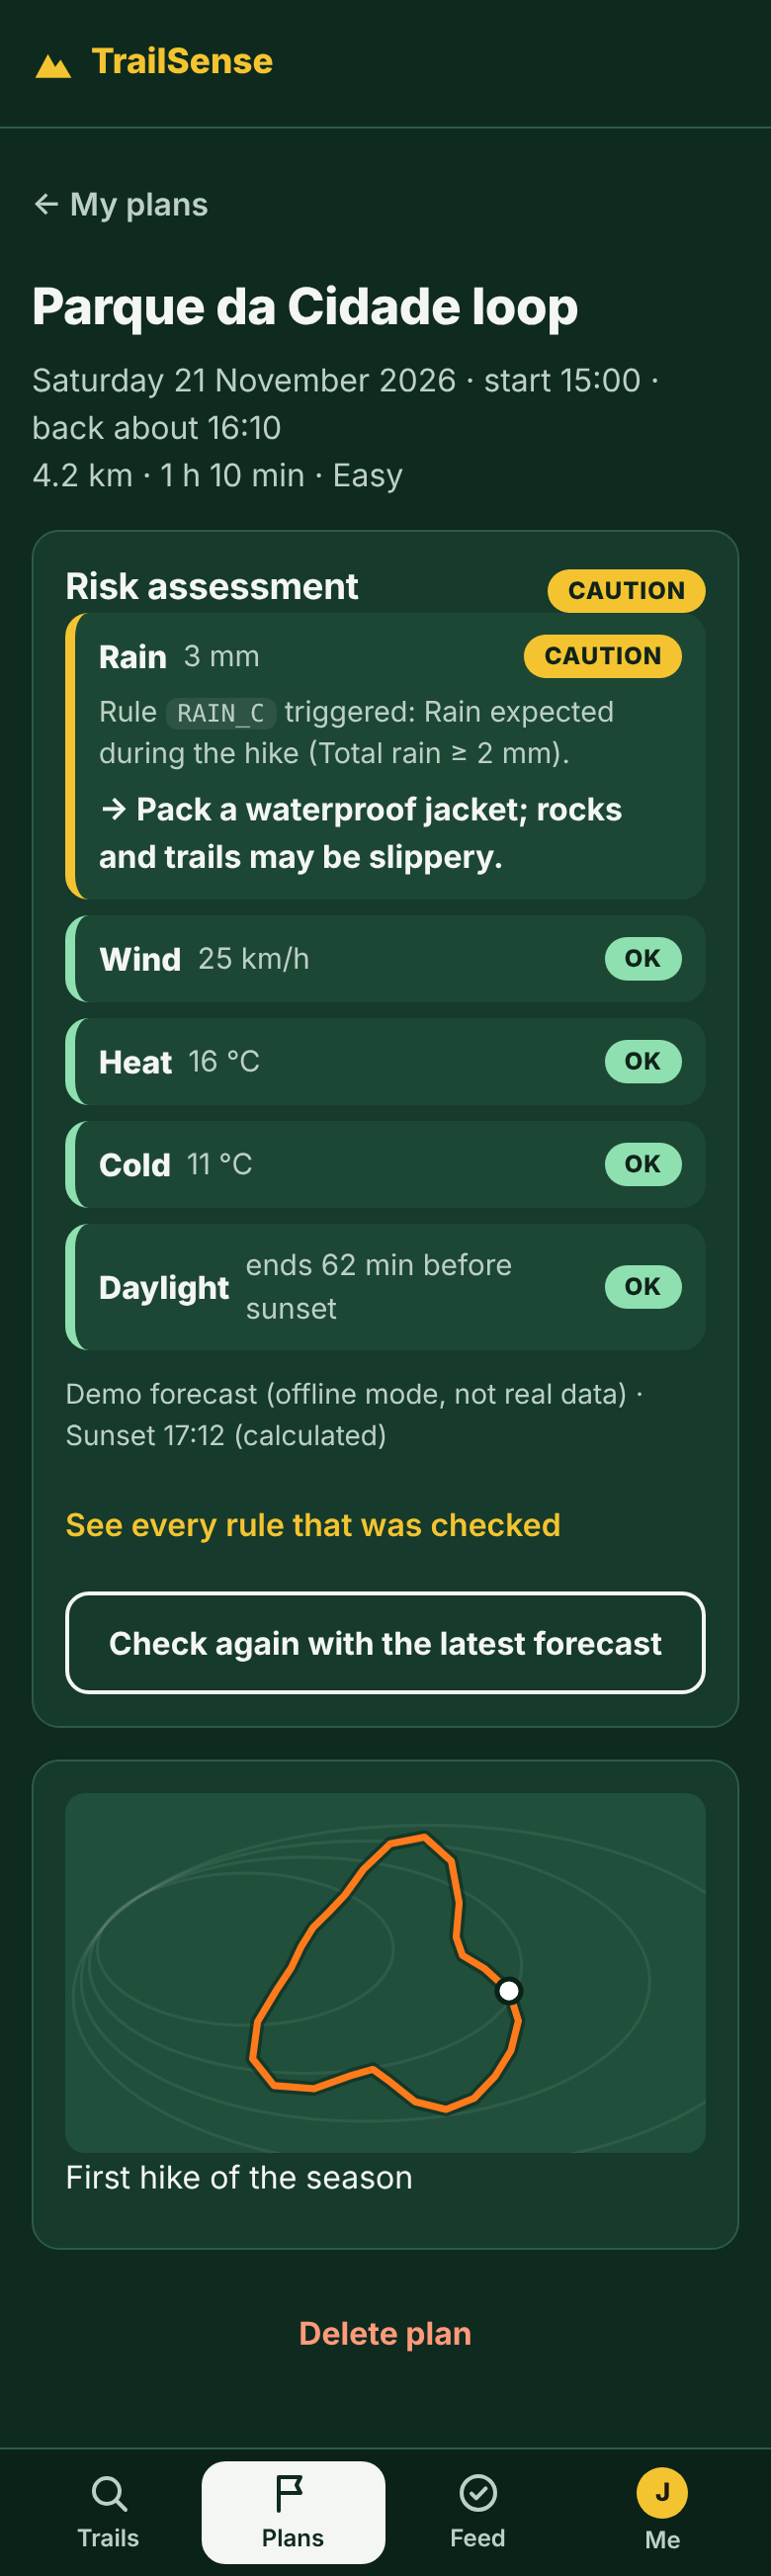 TrailSense
← My plans
Parque da Cidade loop
Saturday 21 November 2026 · start 15:00 ·
back about 16:10
4.2 km · 1 h 10 min · Easy
Risk assessment CAUTION
Rain 3 mm CAUTION
Rule RAIN_C triggered: Rain expected
during the hike (Total rain ≥ 2 mm).
→ Pack a waterproof jacket; rocks
and trails may be slippery.
Wind 25 km/h OK
Heat 16 °C OK
Cold 11 °C OK
Daylight ends 62 min before
sunset OK
Demo forecast (offline mode, not real data) ·
Sunset 17:12 (calculated)
See every rule that was checked
Check again with the latest forecast
First hike of the season
Delete plan
J
Trails Plans Feed Me